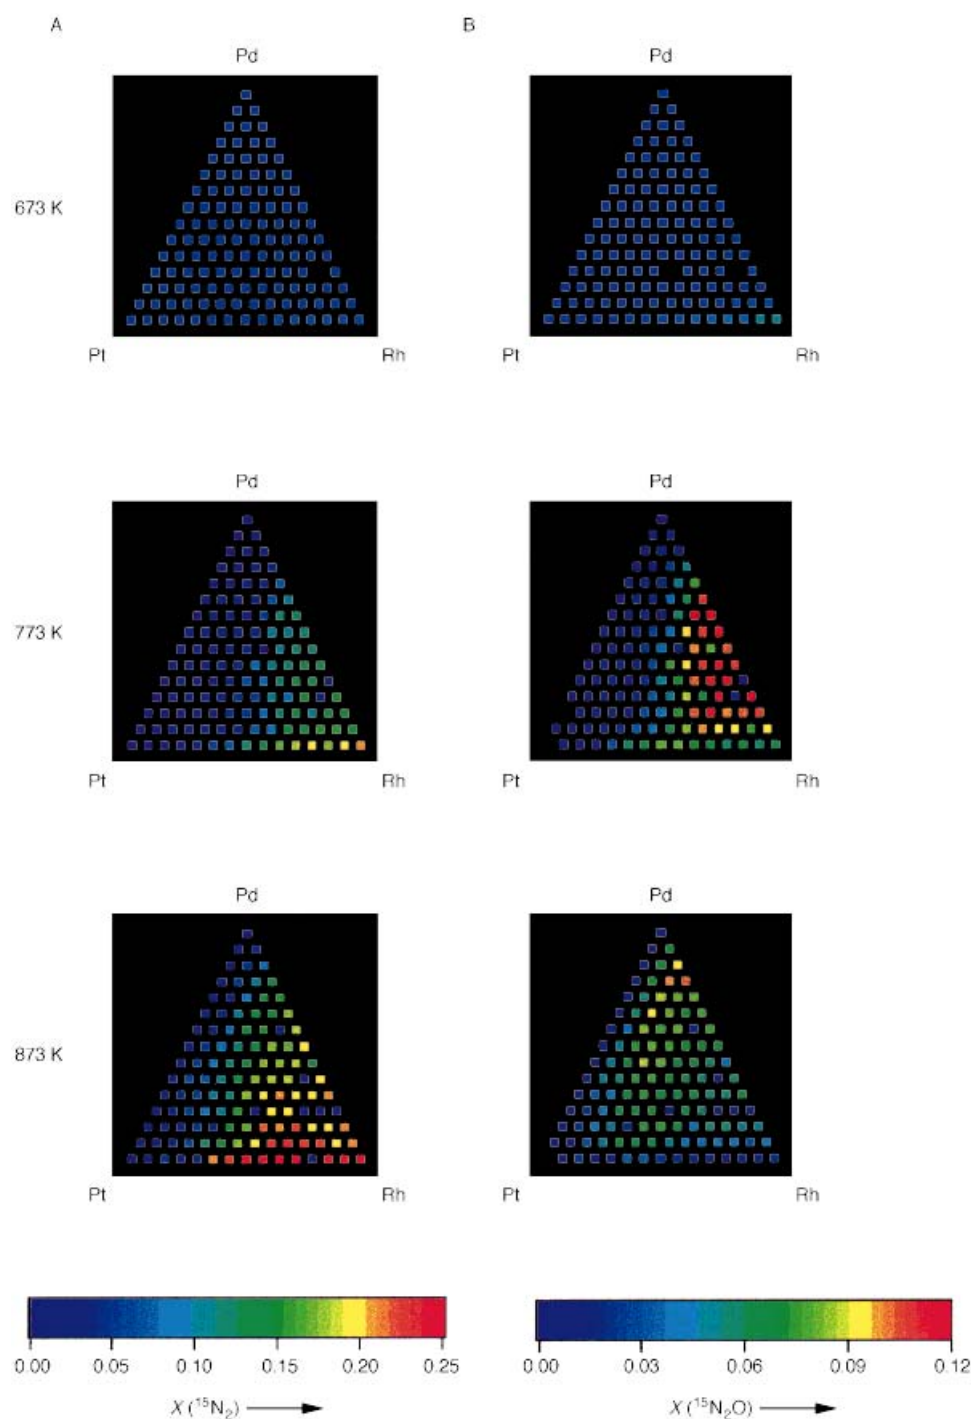 A B
Pd Pd
673 K
Pt Rh Pt Rh
Pd Pd
773 K
Pt Rh Pt Rh
Pd Pd
873 K
Pt Rh Pt Rh
0.00 0.05 0.10 0.15 0.20 0.25 0.00 0.03 0.06 0.09 0.12
X (¹⁵N₂) ⟶ X (¹⁵N₂O) ⟶